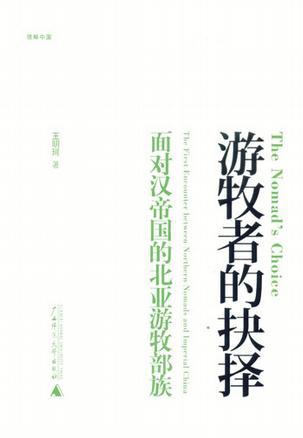 理解中国
游牧者的抉择
The Nomad's Choice
The First Encounter between Northern Nomads and Imperial China
面对汉帝国的北亚游牧部族
王明珂 著
广西师范大学出版社